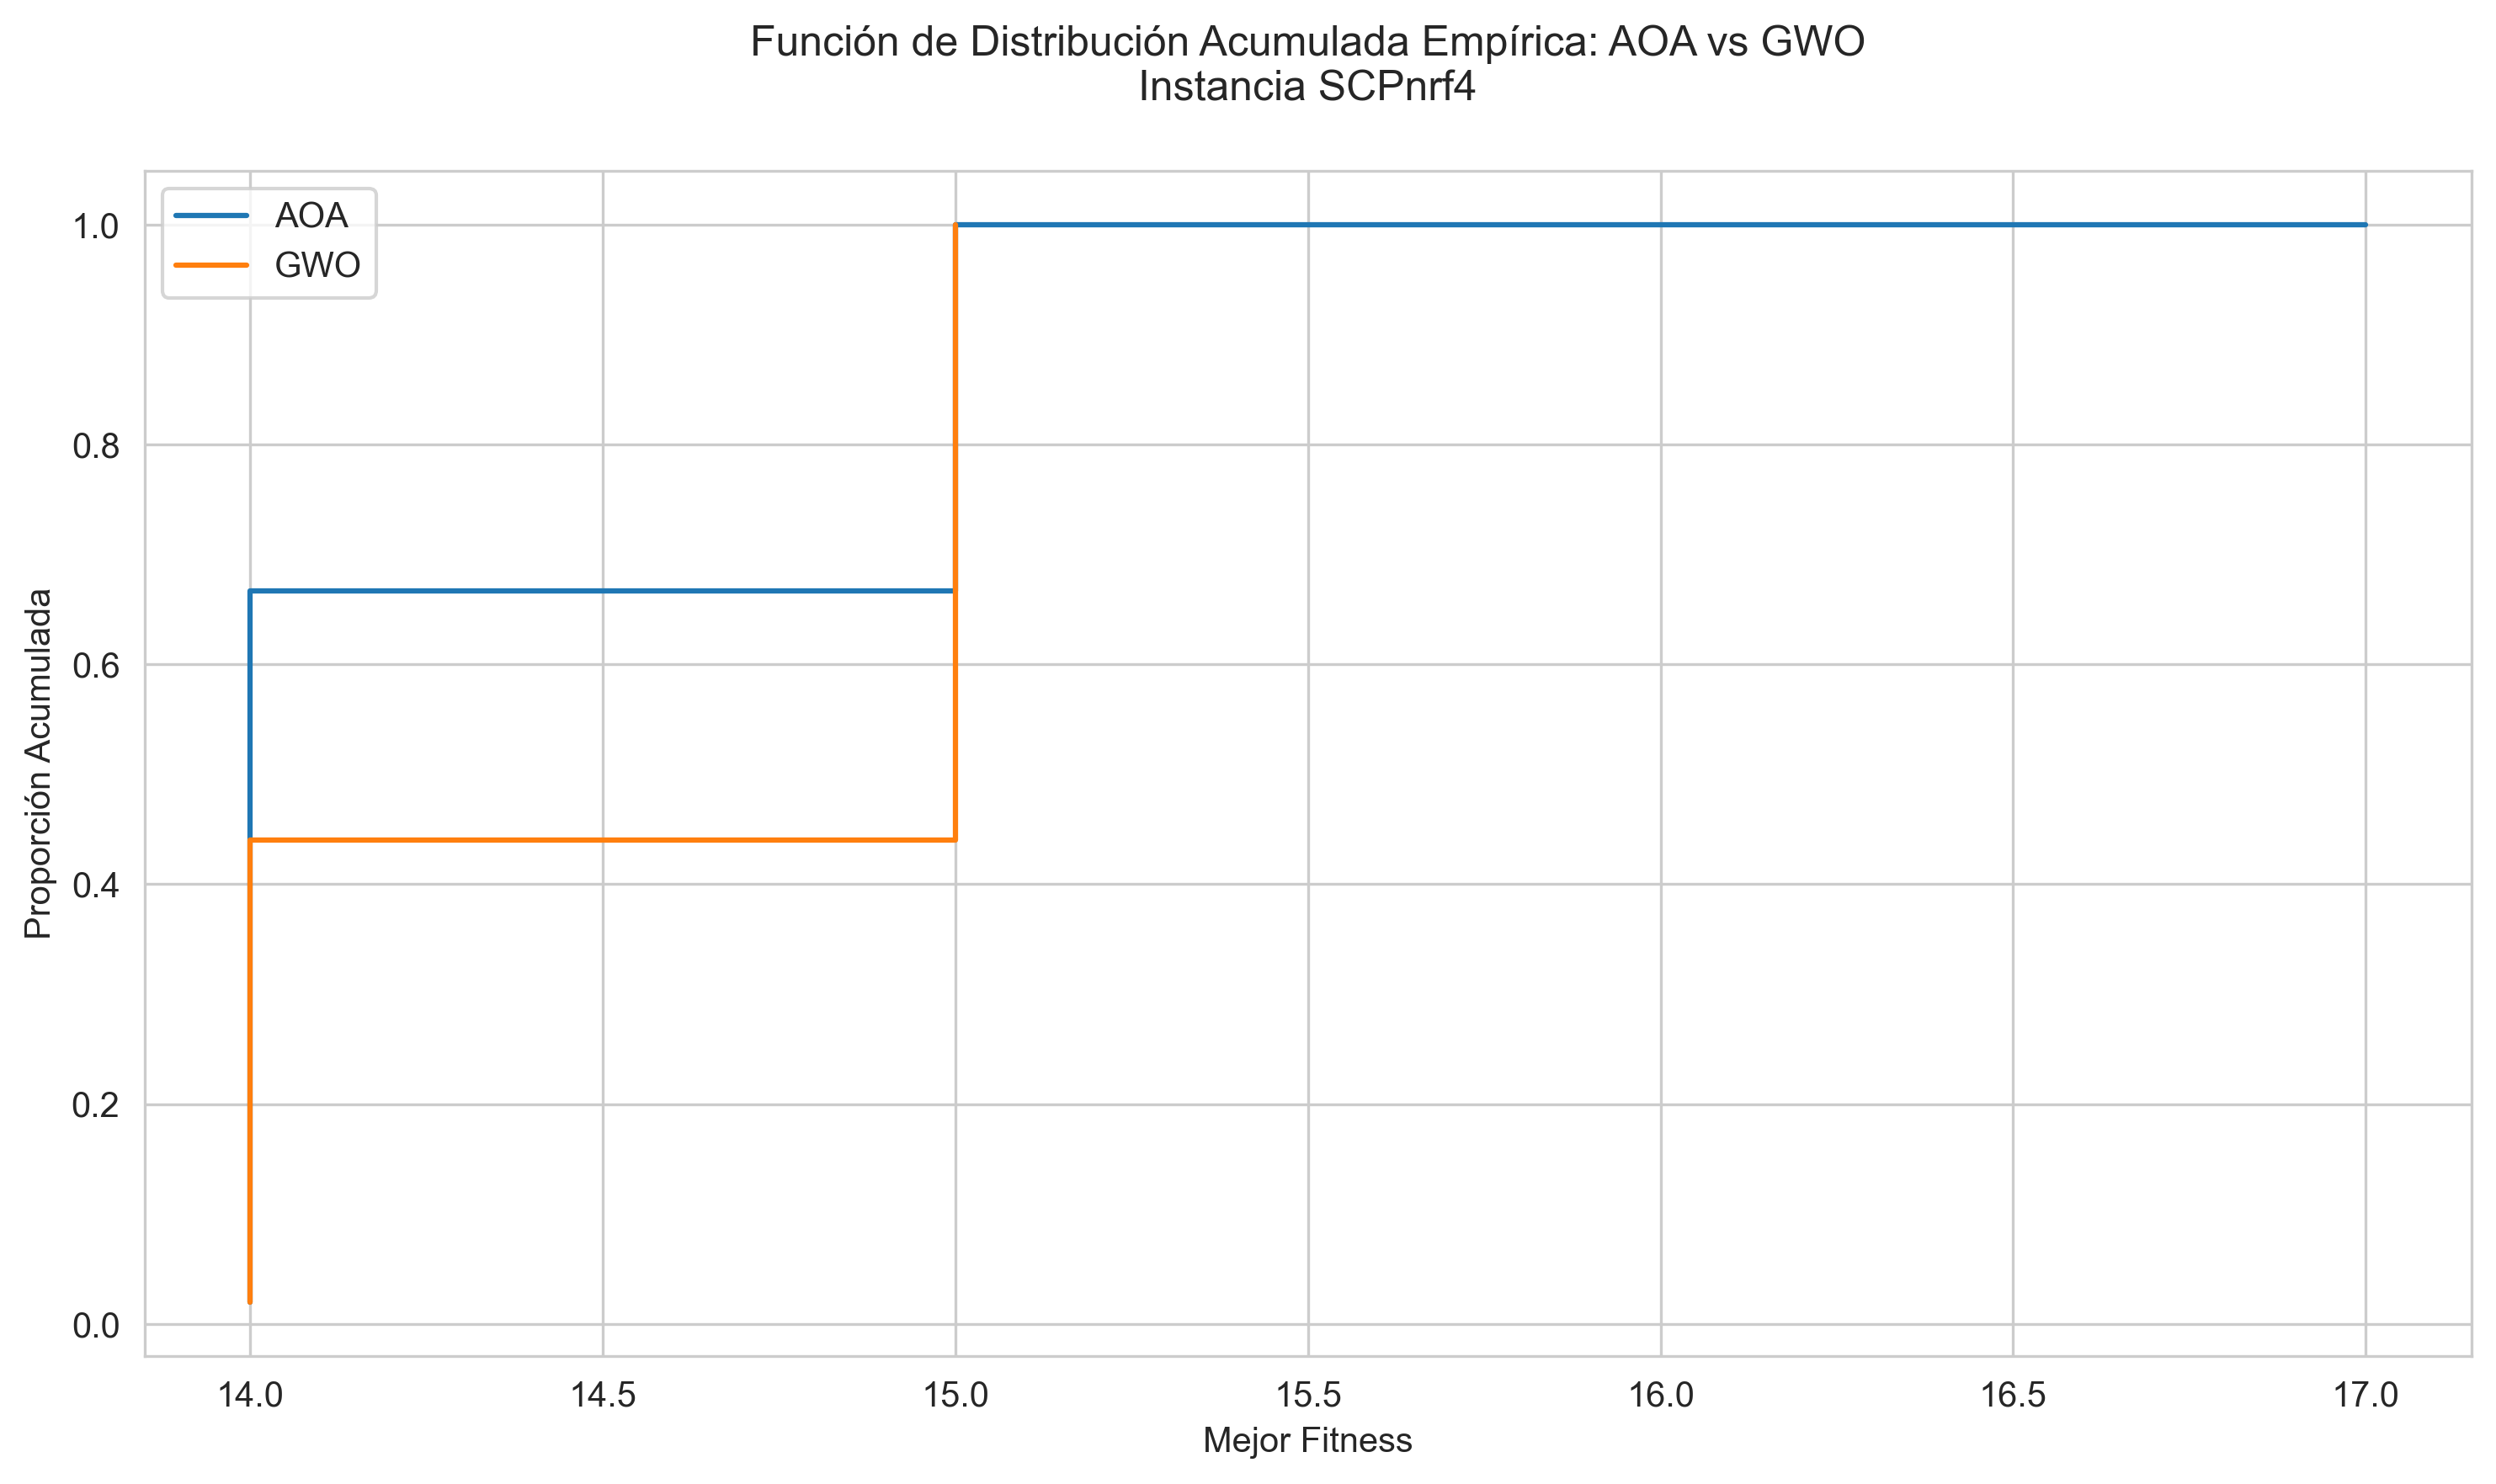 Función de Distribución Acumulada Empírica: AOA vs GWO
Instancia SCPnrf4
AOA
GWO
1.0
0.8
0.6
0.4
0.2
0.0
Proporción Acumulada
14.0
14.5
15.0
15.5
16.0
16.5
17.0
Mejor Fitness